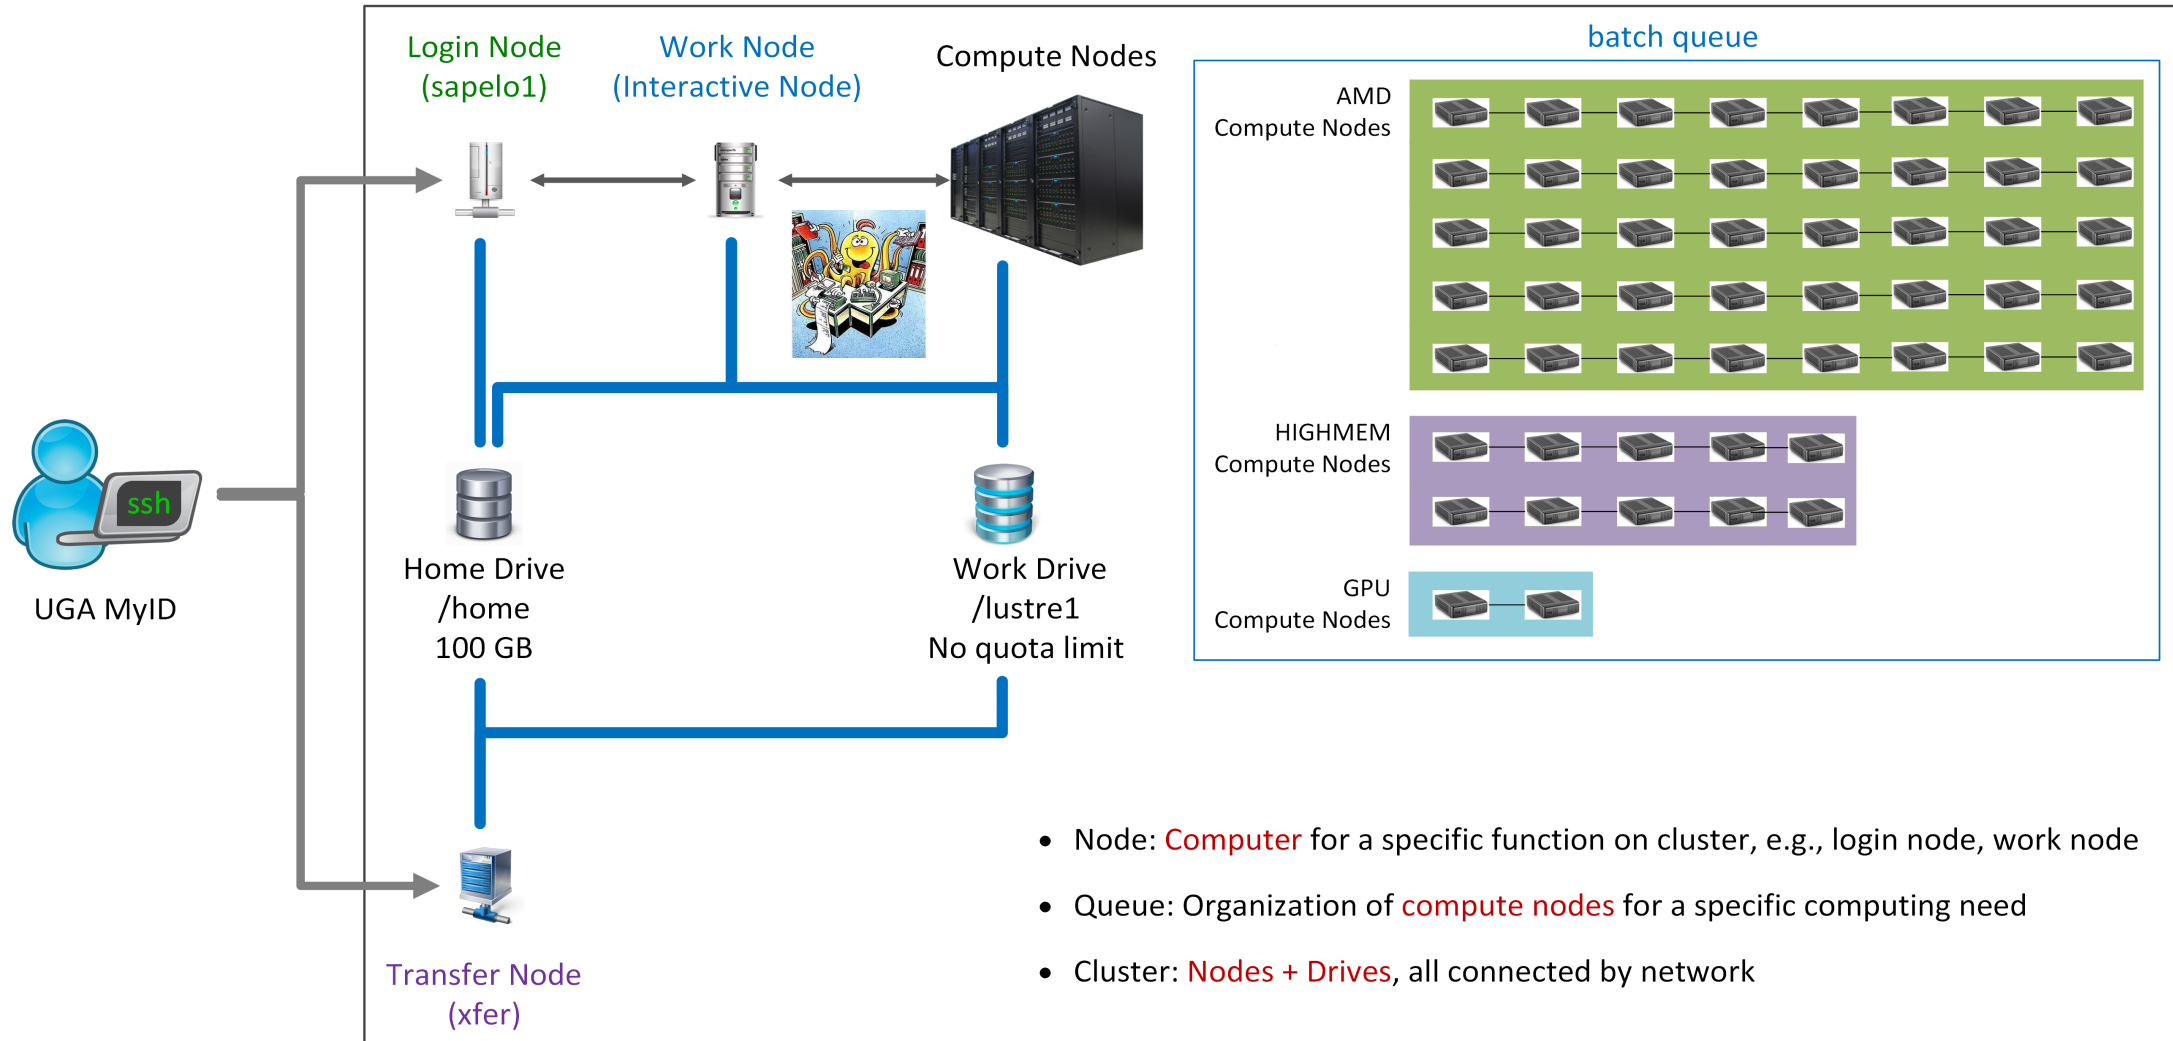 Login Node
(sapelo1)
Work Node
(Interactive Node)
Compute Nodes
batch queue
AMD
Compute Nodes
HIGHMEM
Compute Nodes
GPU
Compute Nodes
ssh
UGA MyID
Home Drive
/home
100 GB
Work Drive
/lustre1
No quota limit
Transfer Node
(xfer)
• Node: Computer for a specific function on cluster, e.g., login node, work node
• Queue: Organization of compute nodes for a specific computing need
• Cluster: Nodes + Drives, all connected by network